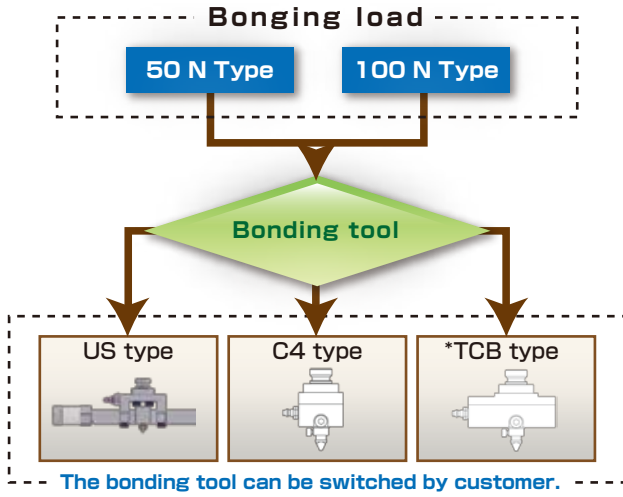 Bonging load
50 N Type
100 N Type
Bonding tool
US type
C4 type
*TCB type
The bonding tool can be switched by customer.